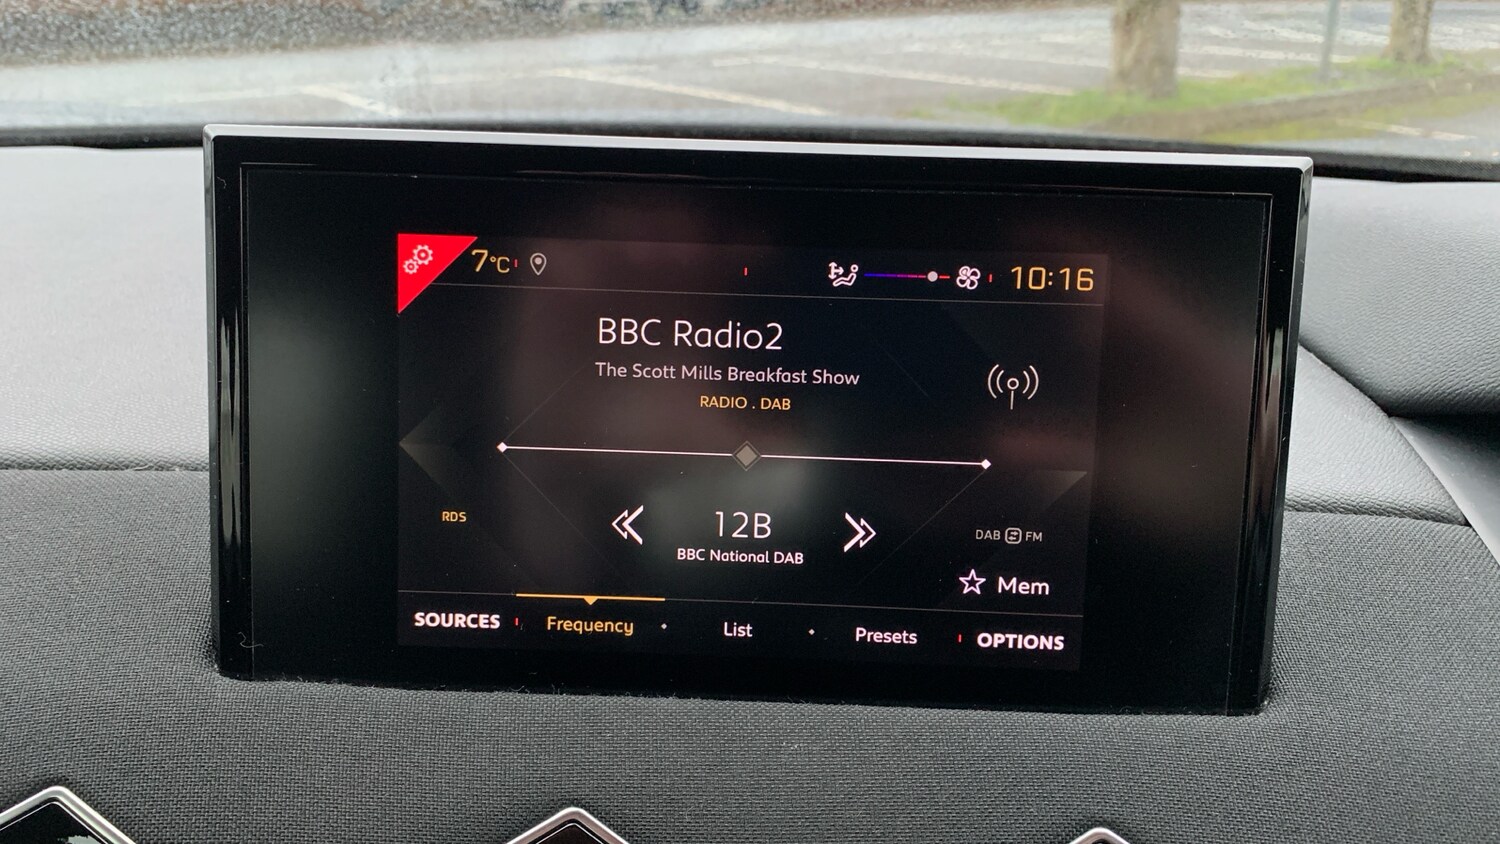 7°C
10:16
BBC Radio2
The Scott Mills Breakfast Show
RADIO . DAB
RDS
12B
BBC National DAB
DAB FM
Mem
SOURCES Frequency List Presets OPTIONS